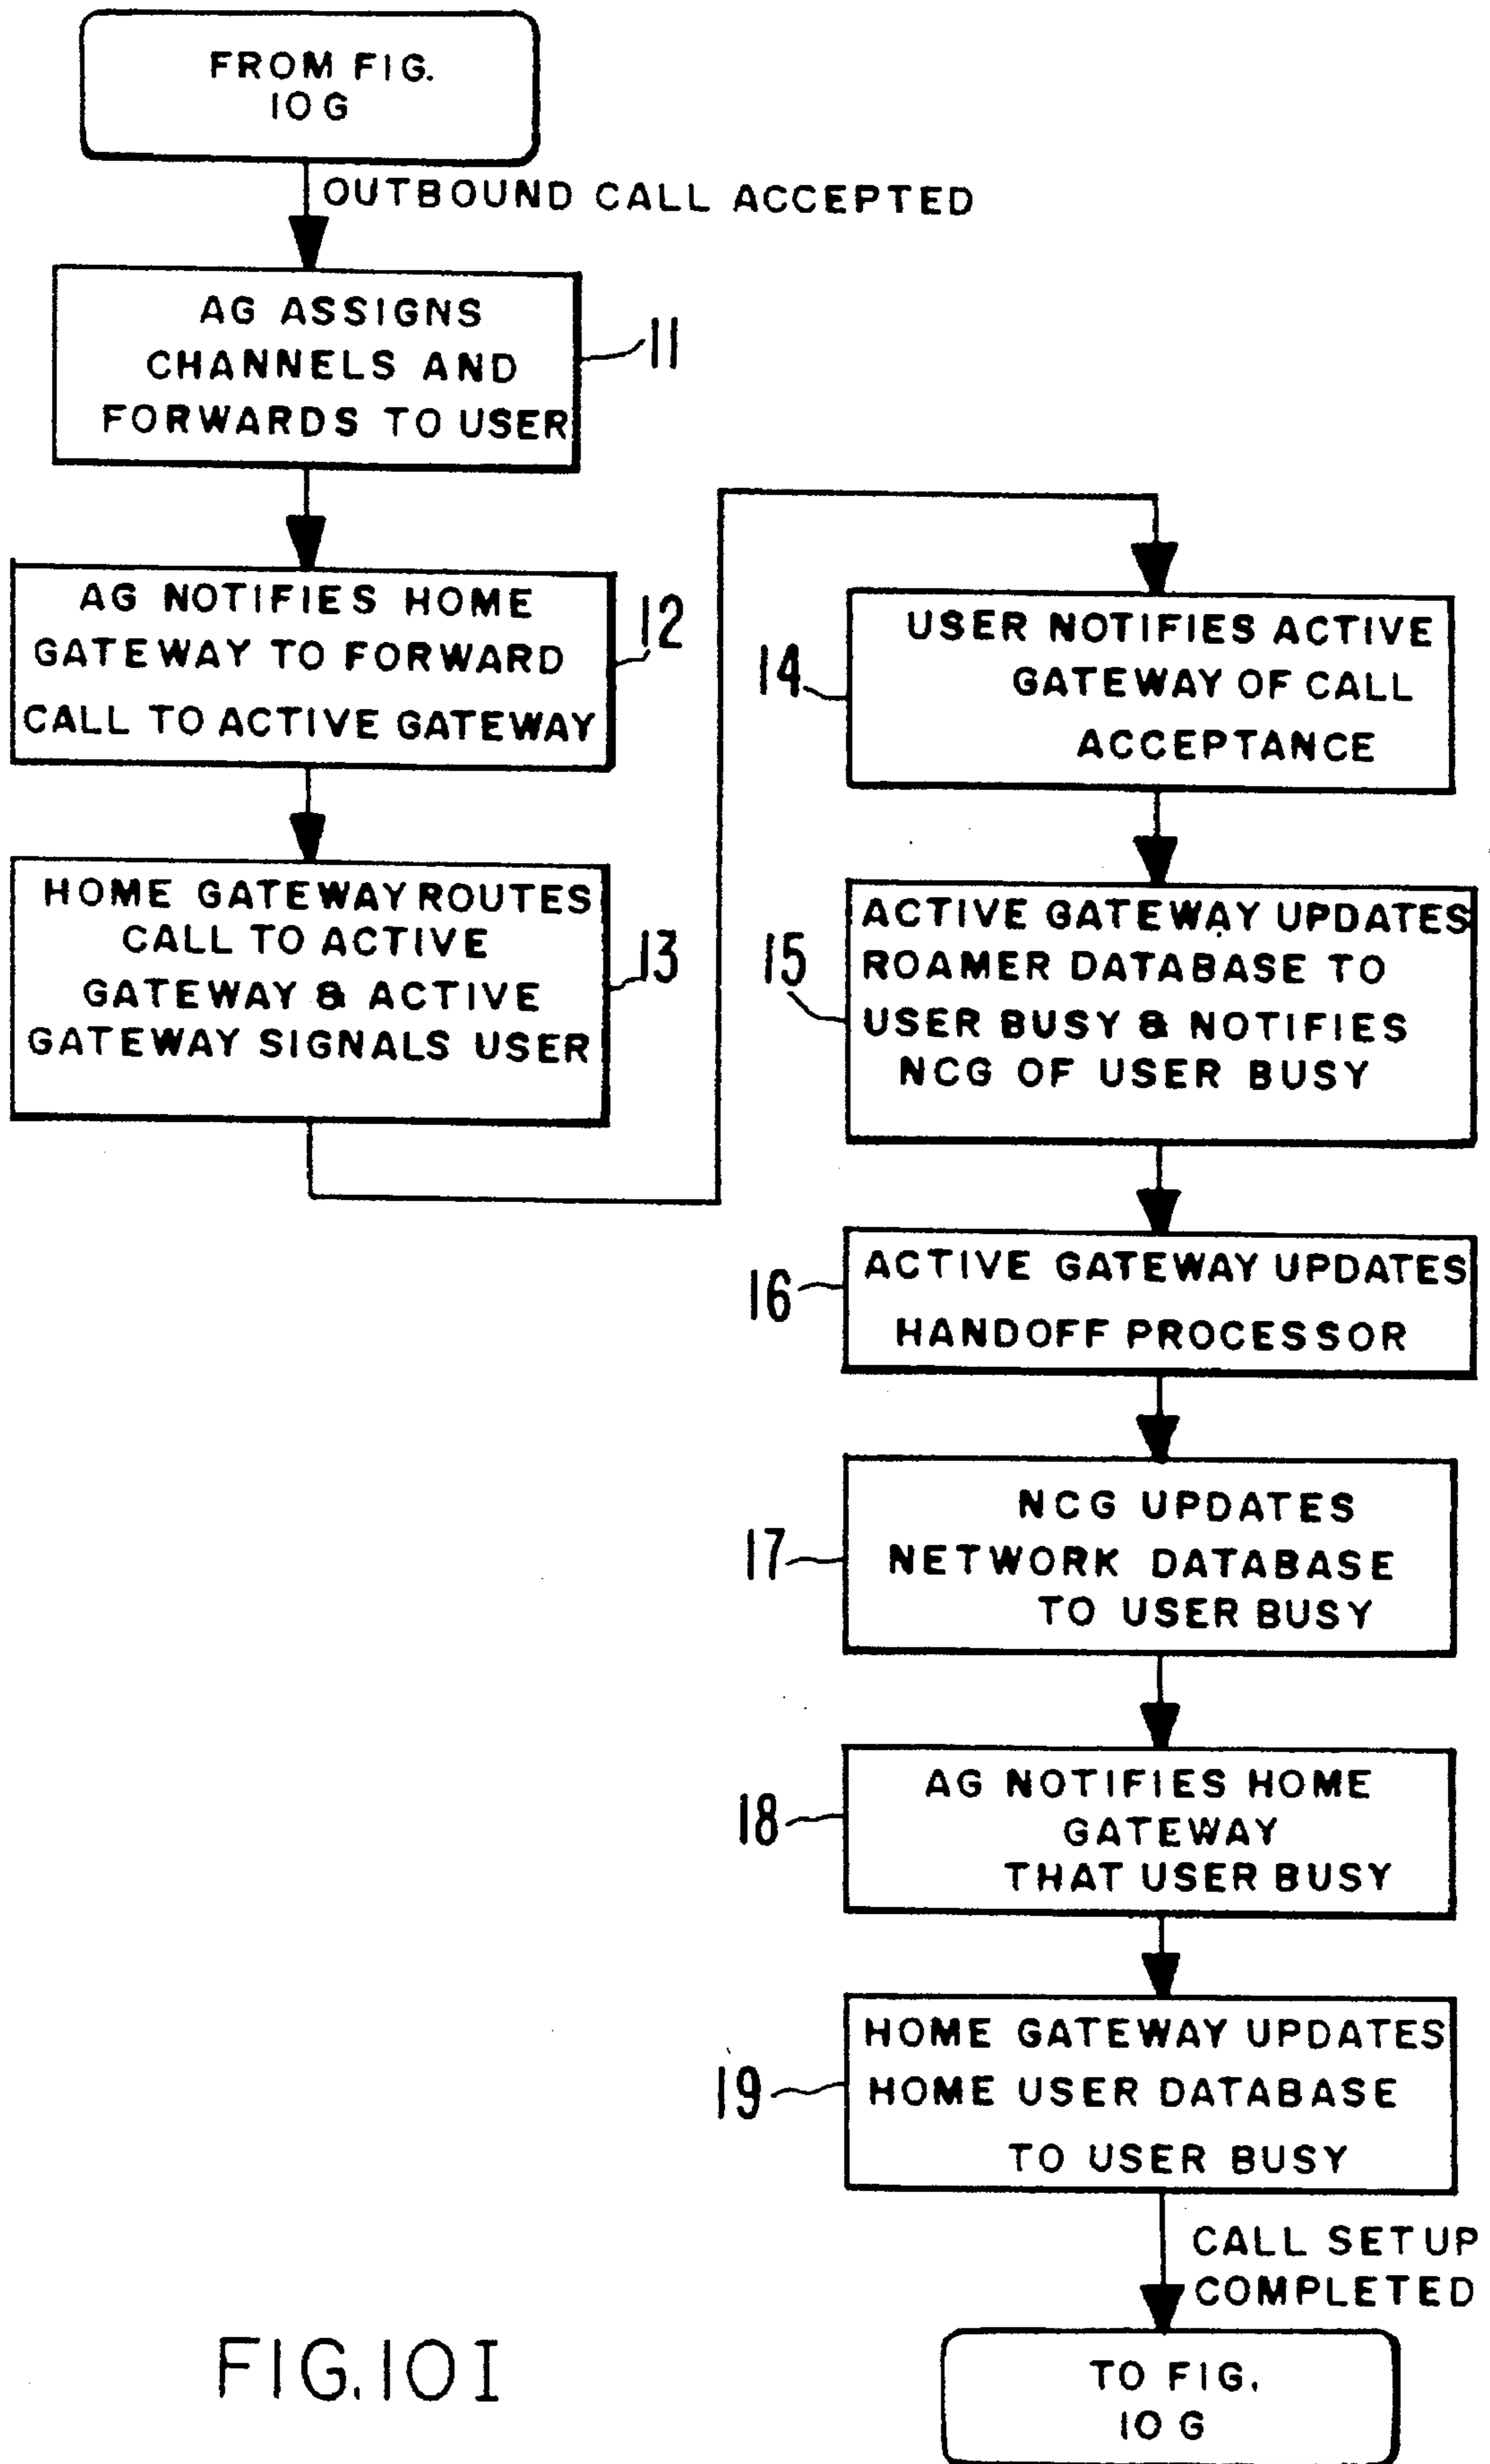 FROM FIG.
10 G
OUTBOUND CALL ACCEPTED
AG ASSIGNS
CHANNELS AND
FORWARDS TO USER
11
AG NOTIFIES HOME
GATEWAY TO FORWARD
CALL TO ACTIVE GATEWAY
12
HOME GATEWAY ROUTES
CALL TO ACTIVE
GATEWAY & ACTIVE
GATEWAY SIGNALS USER
13
USER NOTIFIES ACTIVE
GATEWAY OF CALL
ACCEPTANCE
14
ACTIVE GATEWAY UPDATES
ROAMER DATABASE TO
USER BUSY & NOTIFIES
NCG OF USER BUSY
15
ACTIVE GATEWAY UPDATES
HANDOFF PROCESSOR
16
NCG UPDATES
NETWORK DATABASE
TO USER BUSY
17
AG NOTIFIES HOME
GATEWAY
THAT USER BUSY
18
HOME GATEWAY UPDATES
HOME USER DATABASE
TO USER BUSY
19
CALL SETUP
COMPLETED
TO FIG.
10 G
FIG. 10I